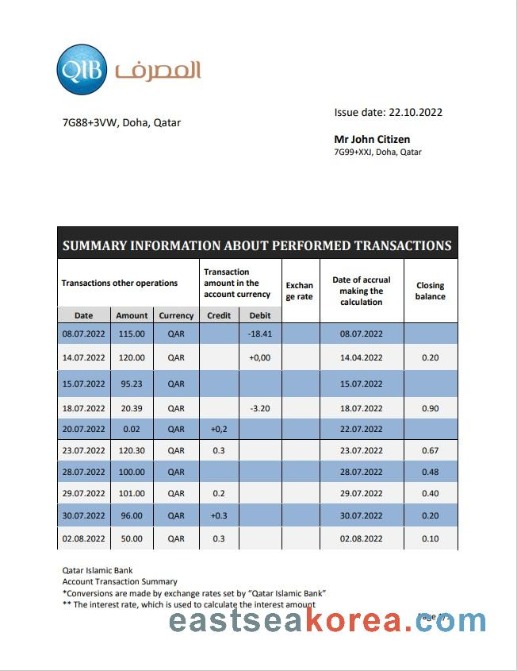 QIB المصرف
7G88+3VW, Doha, Qatar
Issue date: 22.10.2022
Mr John Citizen
7G99+XXJ, Doha, Qatar
SUMMARY INFORMATION ABOUT PERFORMED TRANSACTIONS
Transactions other operations
Transaction
amount in the
account currency
Exchan
ge rate
Date of accrual
making the
calculation
Closing
balance
Date Amount Currency Credit Debit
08.07.2022 115.00 QAR -18.41 08.07.2022
14.07.2022 120.00 QAR +0,00 14.04.2022 0.20
15.07.2022 95.23 QAR 15.07.2022
18.07.2022 20.39 QAR -3.20 18.07.2022 0.90
20.07.2022 0.02 QAR +0,2 22.07.2022
23.07.2022 120.30 QAR 0.3 23.07.2022 0.67
28.07.2022 100.00 QAR 28.07.2022 0.48
29.07.2022 101.00 QAR 0.2 29.07.2022 0.40
30.07.2022 96.00 QAR +0.3 30.07.2022 0.20
02.08.2022 50.00 QAR 0.3 02.08.2022 0.10
Qatar Islamic Bank
Account Transaction Summary
*Conversions are made by exchange rates set by "Qatar Islamic Bank"
** The interest rate, which is used to calculate the interest amount
eastseakorea.com